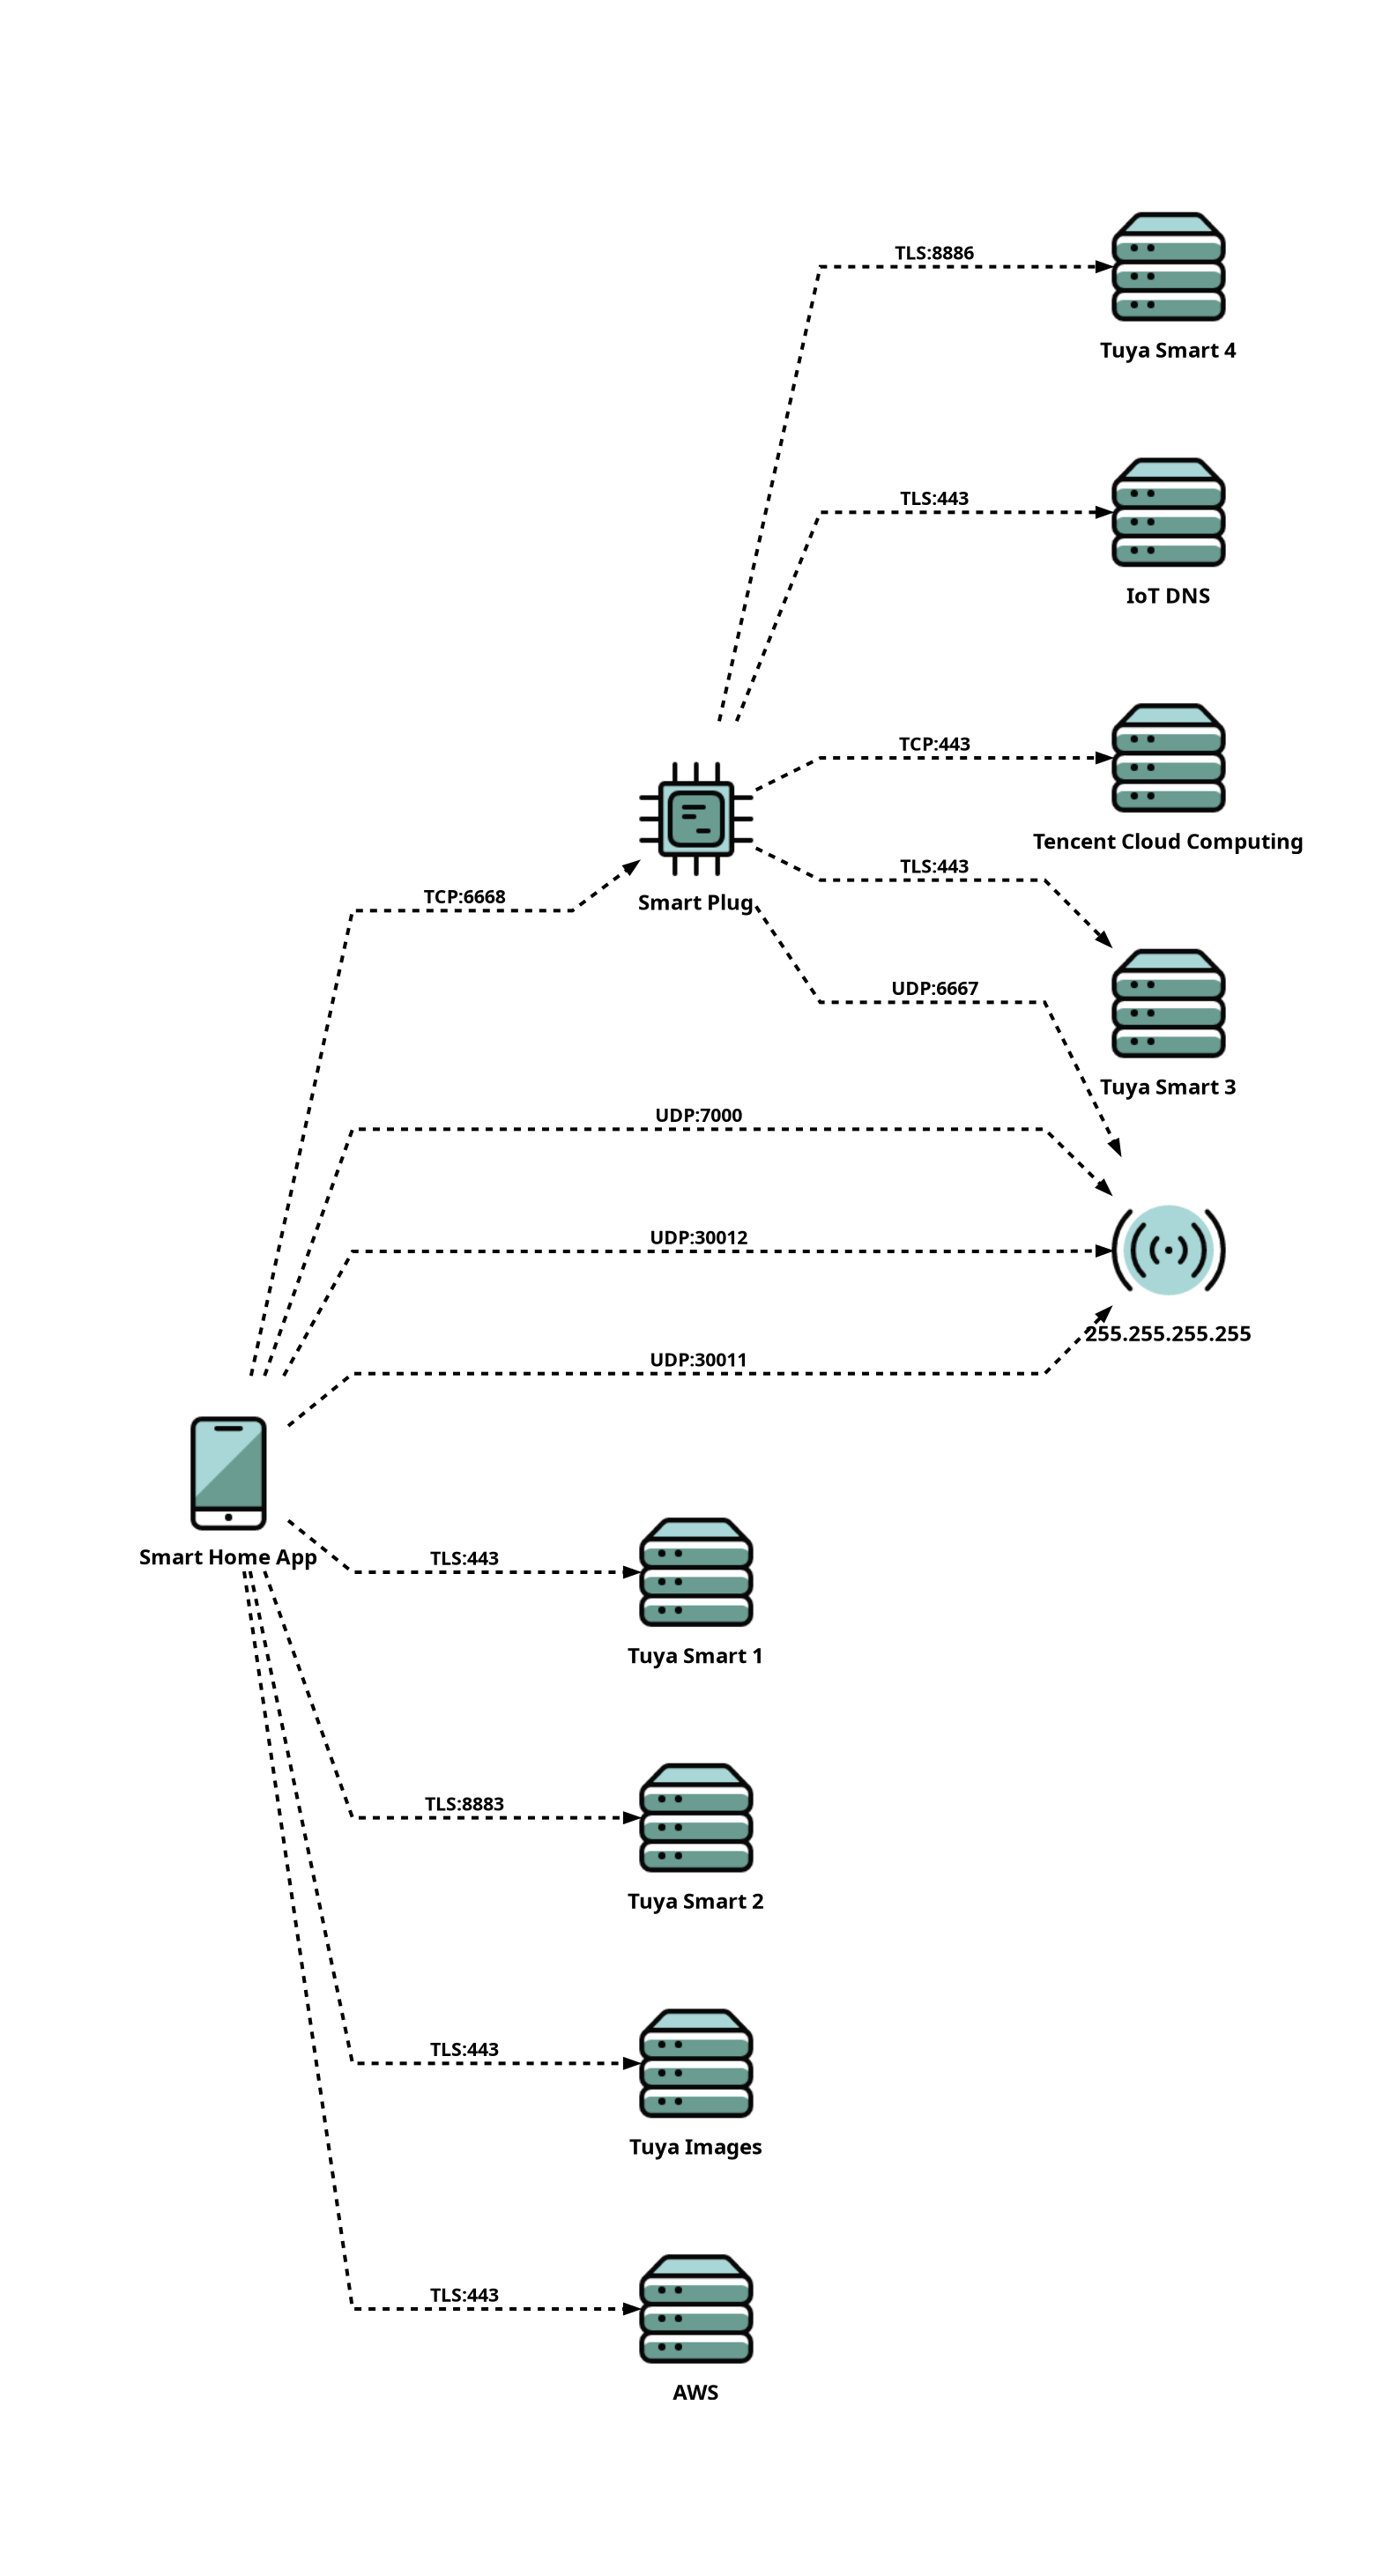 TLS:8886
Tuya Smart 4
TLS:443
IoT DNS
TCP:443
Tencent Cloud Computing
TLS:443
TCP:6668
Smart Plug
UDP:6667
Tuya Smart 3
UDP:7000
UDP:30012
255.255.255.255
UDP:30011
Smart Home App
TLS:443
Tuya Smart 1
TLS:8883
Tuya Smart 2
TLS:443
Tuya Images
TLS:443
AWS